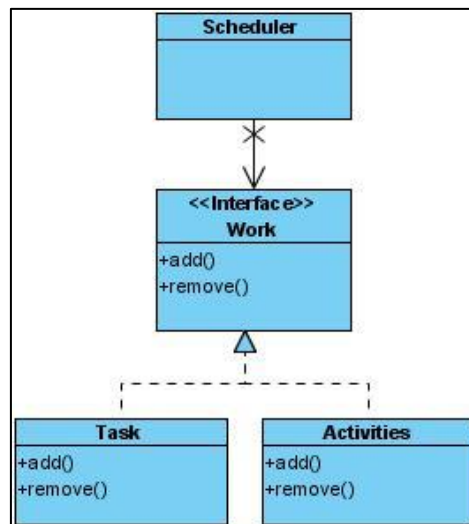 Scheduler
<<Interface>>
Work
+add()
+remove()
Task
+add()
+remove()
Activities
+add()
+remove()